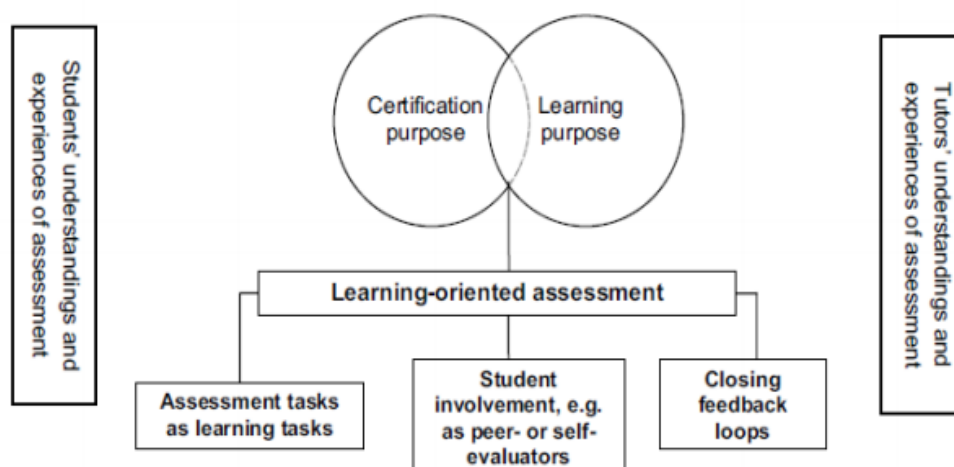 Students' understandings and
experiences of assessment
Certification
purpose
Learning
purpose
Tutors' understandings and
experiences of assessment
Learning-oriented assessment
Assessment tasks
as learning tasks
Student
involvement, e.g.
as peer- or self-
evaluators
Closing
feedback
loops